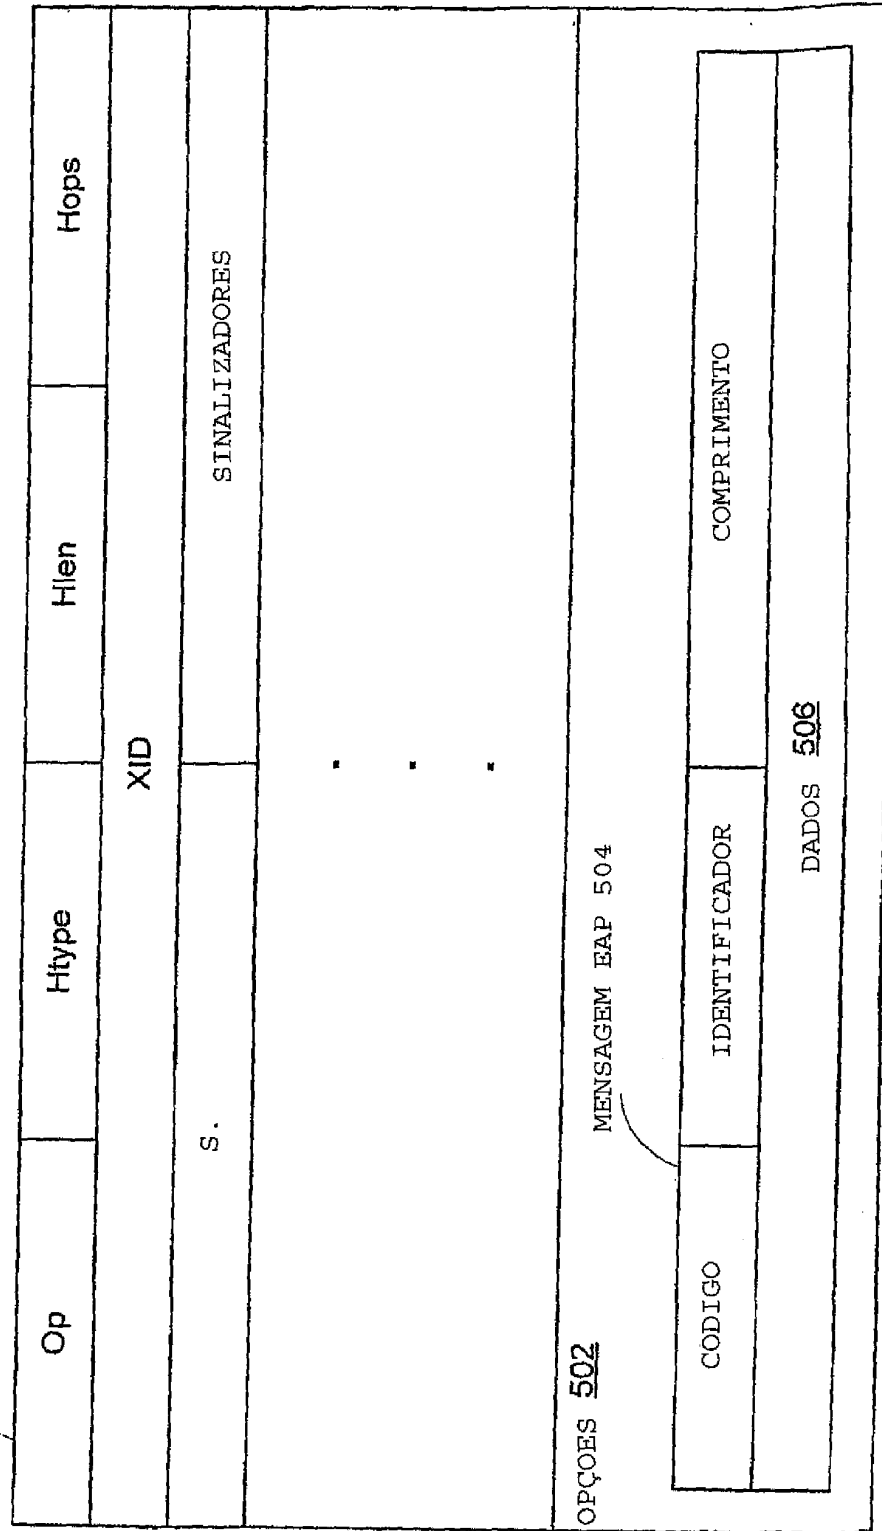 Op Htype Hlen Hops
XID
S. SINALIZADORES
OPÇOES 502
MENSAGEM EAP 504
CODIGO IDENTIFICADOR COMPRIMENTO
DADOS 506